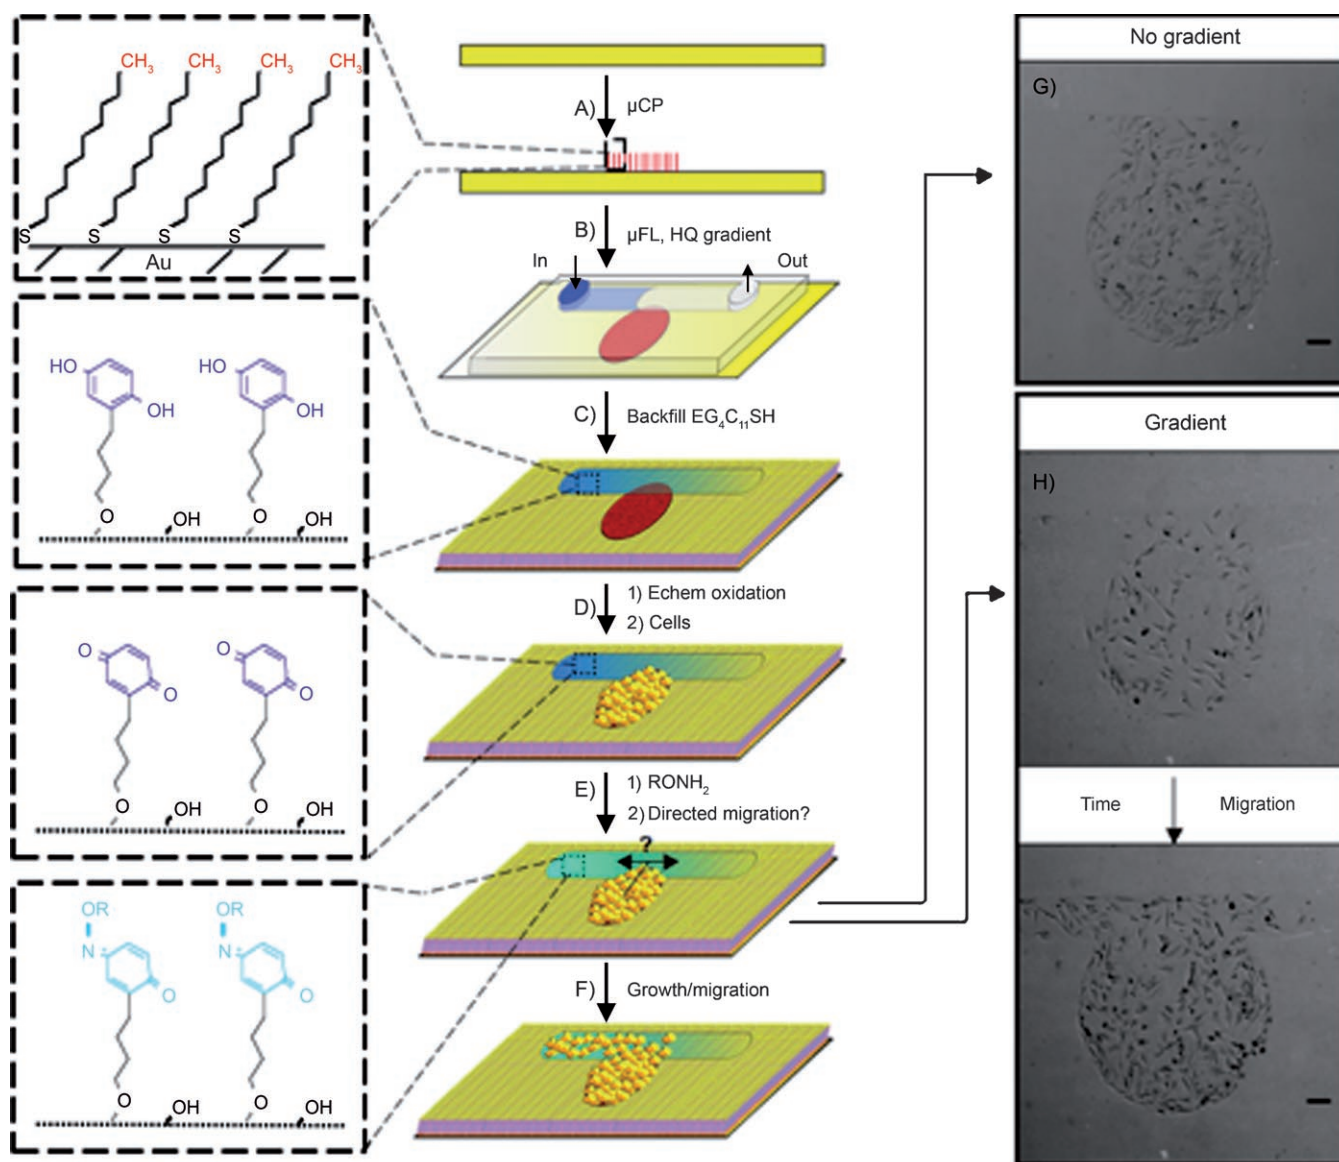 CH3 CH3 CH3 CH3
S S S S
Au
HO HO
OH OH
O OH O OH
O O
O O
O OH O OH
OR OR
N+ N+
O O
O OH O OH
A) μCP
B) μFL, HQ gradient
In Out
C) Backfill EG4C11SH
D) 1) Echem oxidation
2) Cells
E) 1) RONH2
2) Directed migration?
?
F) Growth/migration
No gradient
G)
Gradient
H)
Time Migration